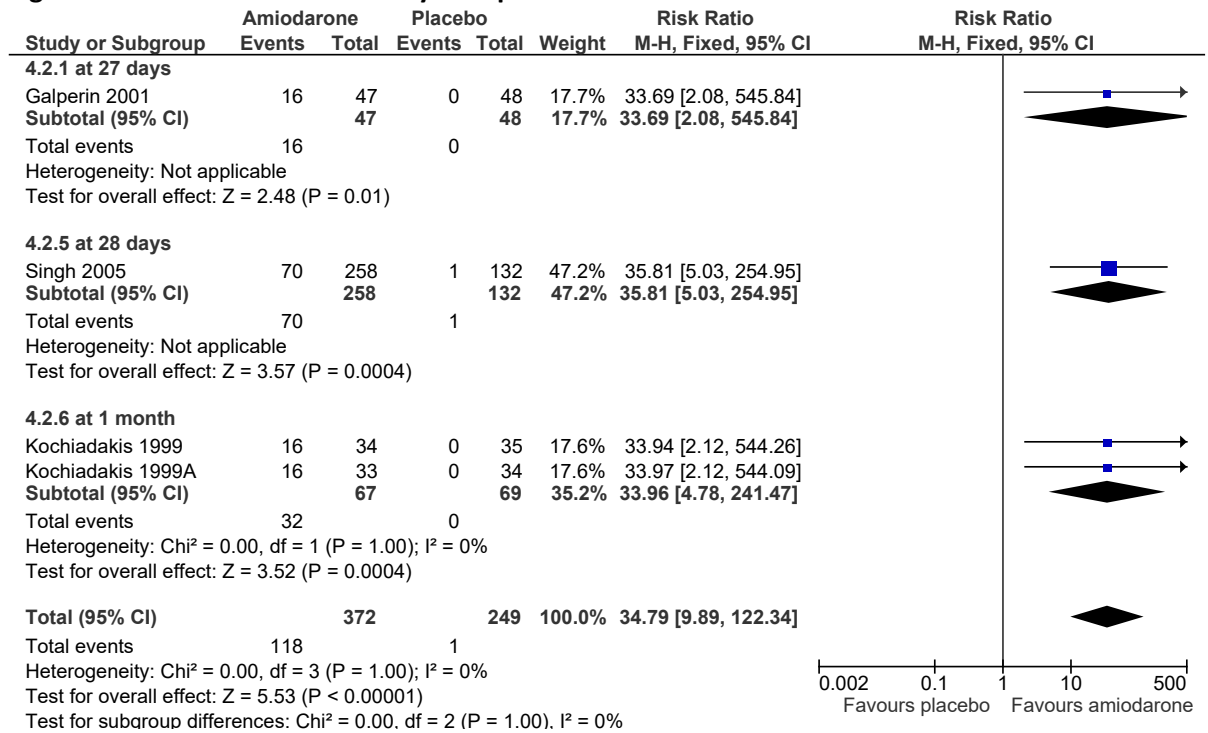 Amiodarone Placebo Risk Ratio Risk Ratio
Study or Subgroup Events Total Events Total Weight M-H, Fixed, 95% CI M-H, Fixed, 95% CI
4.2.1 at 27 days
Galperin 2001 16 47 0 48 17.7% 33.69 [2.08, 545.84]
Subtotal (95% CI) 47 48 17.7% 33.69 [2.08, 545.84]
Total events 16 0
Heterogeneity: Not applicable
Test for overall effect: Z = 2.48 (P = 0.01)
4.2.5 at 28 days
Singh 2005 70 258 1 132 47.2% 35.81 [5.03, 254.95]
Subtotal (95% CI) 258 132 47.2% 35.81 [5.03, 254.95]
Total events 70 1
Heterogeneity: Not applicable
Test for overall effect: Z = 3.57 (P = 0.0004)
4.2.6 at 1 month
Kochiadakis 1999 16 34 0 35 17.6% 33.94 [2.12, 544.26]
Kochiadakis 1999A 16 33 0 34 17.6% 33.97 [2.12, 544.09]
Subtotal (95% CI) 67 69 35.2% 33.96 [4.78, 241.47]
Total events 32 0
Heterogeneity: Chi² = 0.00, df = 1 (P = 1.00); I² = 0%
Test for overall effect: Z = 3.52 (P = 0.0004)
Total (95% CI) 372 249 100.0% 34.79 [9.89, 122.34]
Total events 118 1
Heterogeneity: Chi² = 0.00, df = 3 (P = 1.00); I² = 0%
Test for overall effect: Z = 5.53 (P < 0.00001)
Test for subgroup differences: Chi² = 0.00, df = 2 (P = 1.00), I² = 0%
0.002 0.1 1 10 500
Favours placebo Favours amiodarone